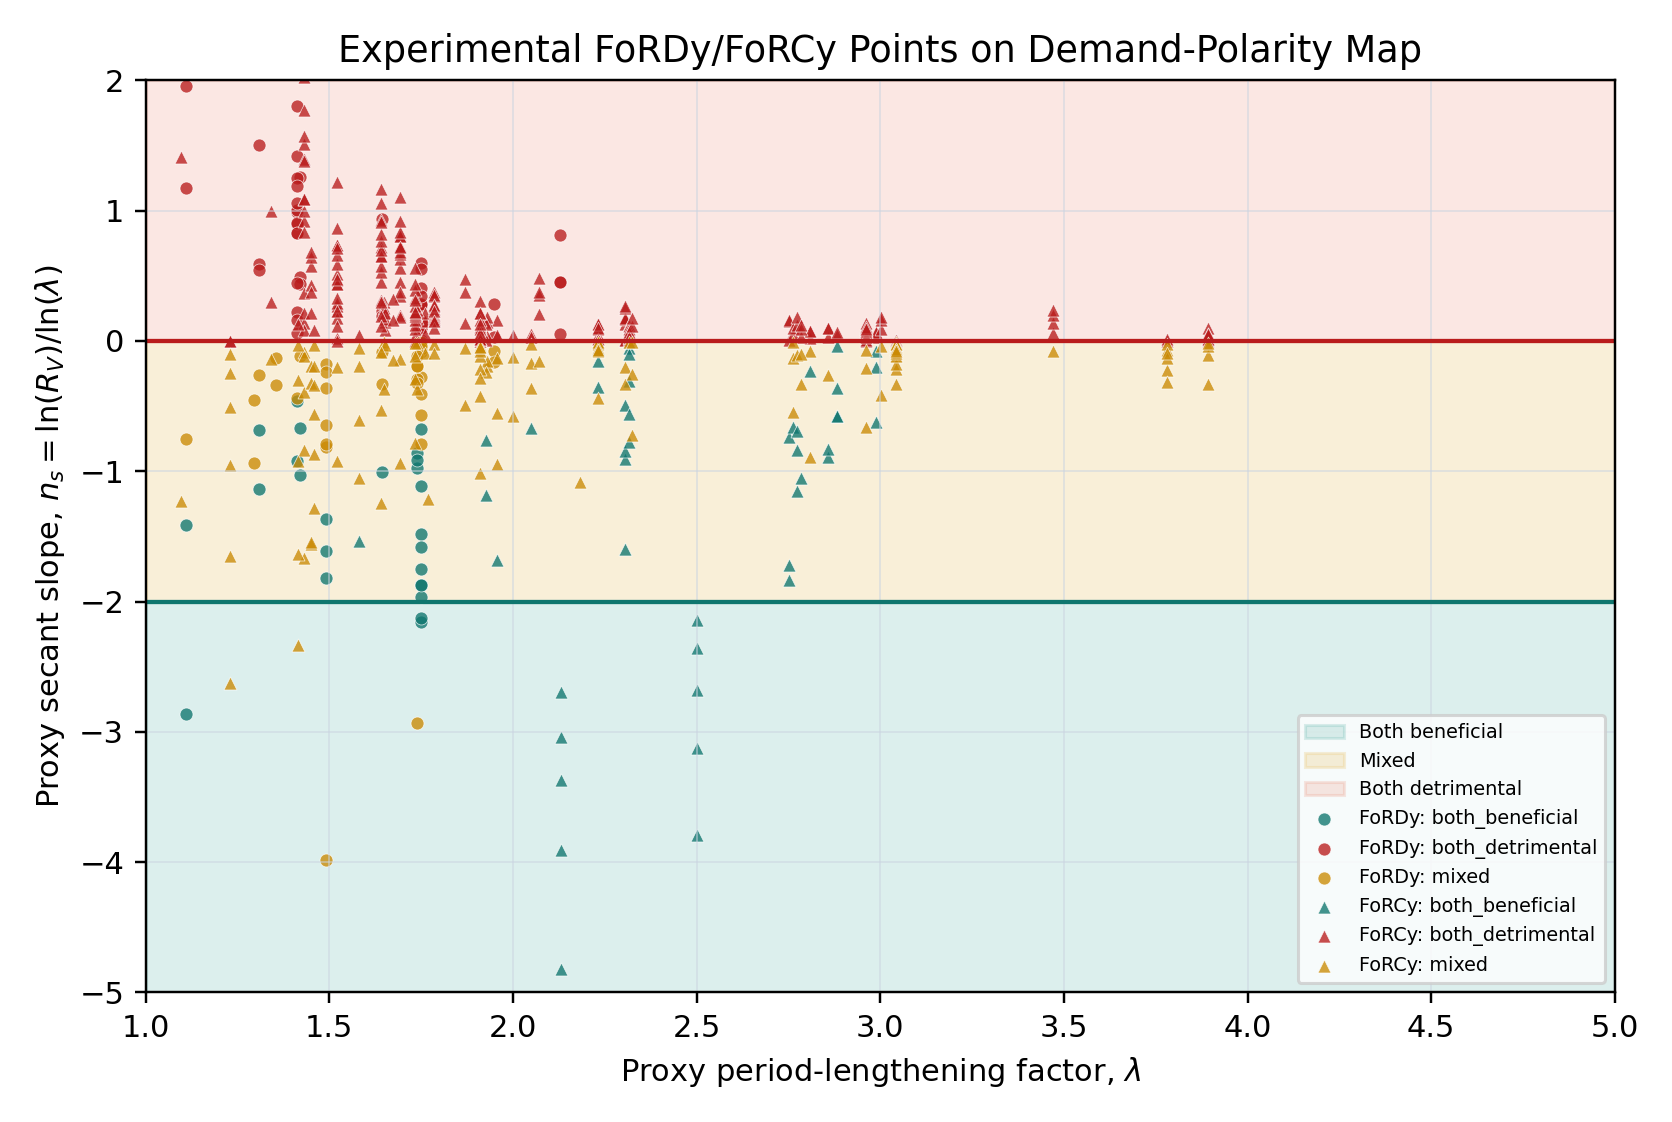 Experimental FoRDy/FoRCy Points on Demand-Polarity Map
Proxy secant slope, nₛ = ln(R_V)/ln(λ)
2
1
0
−1
−2
−3
−4
−5
Both beneficial
Mixed
Both detrimental
FoRDy: both_beneficial
FoRDy: both_detrimental
FoRDy: mixed
FoRCy: both_beneficial
FoRCy: both_detrimental
FoRCy: mixed
1.0 1.5 2.0 2.5 3.0 3.5 4.0 4.5 5.0
Proxy period-lengthening factor, λ